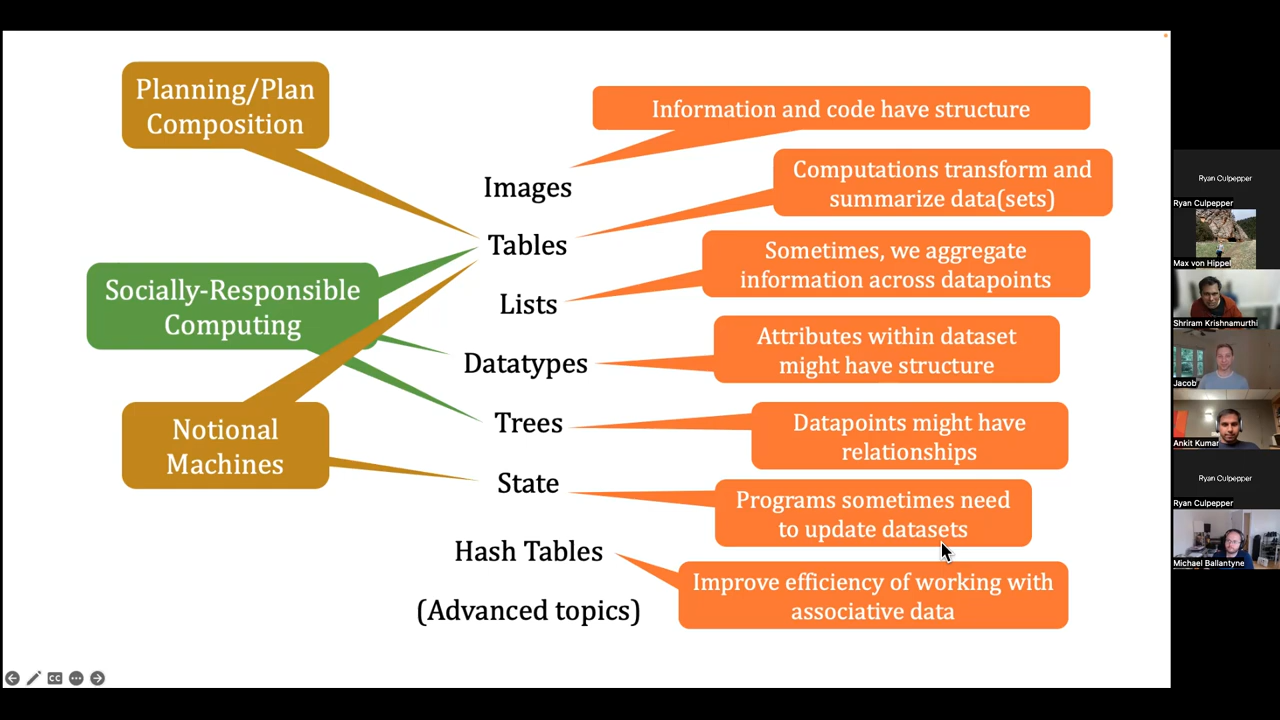 Planning/Plan
Composition
Information and code have structure
Images
Computations transform and
summarize data(sets)
Tables
Sometimes, we aggregate
information across datapoints
Socially-Responsible
Computing
Lists
Attributes within dataset
might have structure
Datatypes
Notional
Machines
Trees
Datapoints might have
relationships
State
Programs sometimes need
to update datasets
Hash Tables
Improve efficiency of working with
associative data
(Advanced topics)
CC
Ryan Culpepper
Ryan Culpepper
Max von Hippel
Shriram Krishnamurthi
Jacob
Ankit Kumar
Ryan Culpepper
Ryan Culpepper
Michael Ballantyne